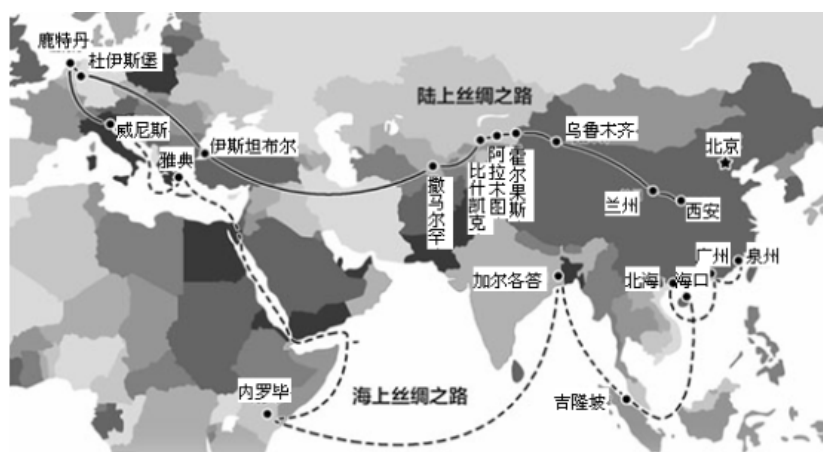 鹿特丹
杜伊斯堡
陆上丝绸之路
威尼斯
伊斯坦布尔
乌鲁木齐
北京
雅典
撒马尔罕
比什凯克
阿拉木图
霍尔果斯
兰州
西安
广州
泉州
加尔各答
北海
海口
内罗毕
海上丝绸之路
吉隆坡